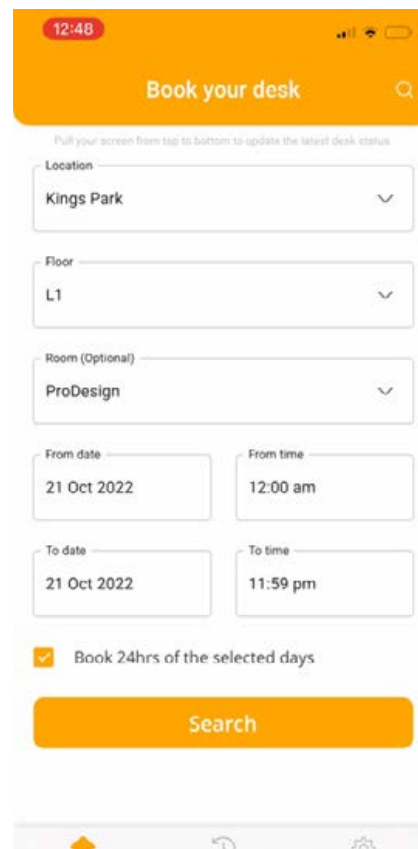 12:48
Book your desk
Pull your screen from top to bottom to update the latest desk status
Location
Kings Park
Floor
L1
Room (Optional)
ProDesign
From date
From time
21 Oct 2022
12:00 am
To date
To time
21 Oct 2022
11:59 pm
Book 24hrs of the selected days
Search